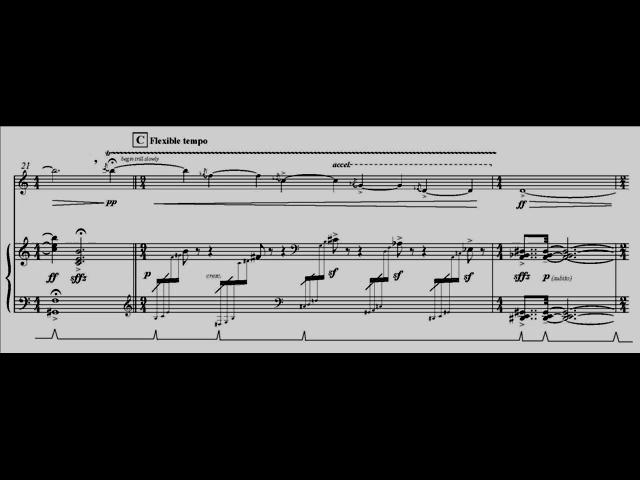 C Flexible tempo
21
begin trill slowly
accel.
pp
ff
ff sffz p cresc. sf sf sf sffz p (subito)